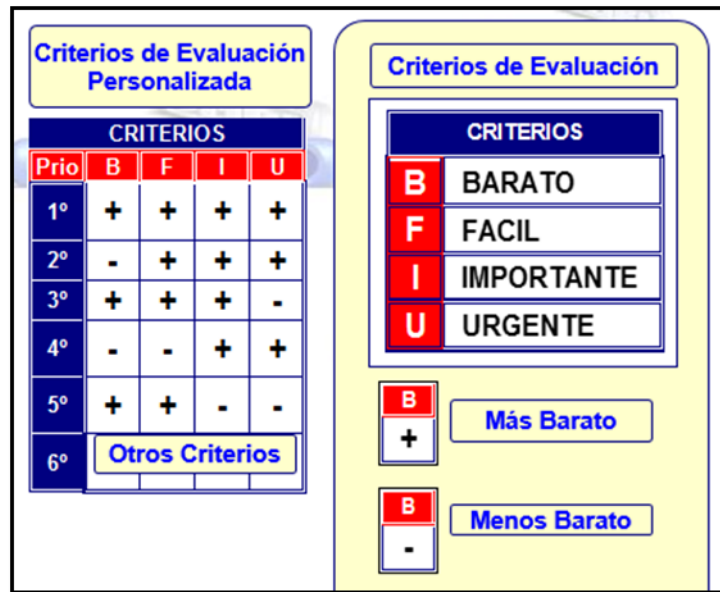 Criterios de Evaluación
Personalizada
CRITERIOS
Prio B F I U
1º + + + +
2º - + + +
3º + + + -
4º - - + +
5º + + - -
6º Otros Criterios
Criterios de Evaluación
CRITERIOS
B BARATO
F FACIL
I IMPORTANTE
U URGENTE
B
+
Más Barato
B
-
Menos Barato